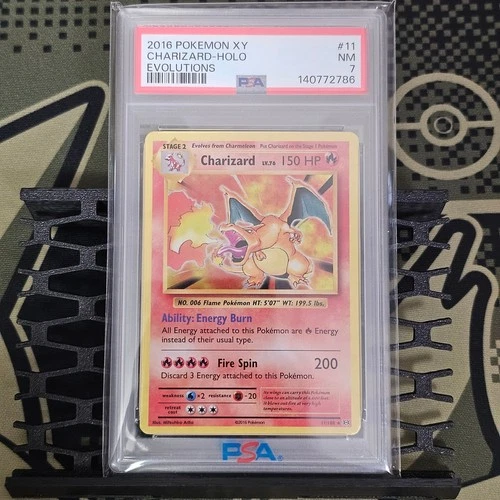 2016 POKEMON XY #11
CHARIZARD-HOLO NM
EVOLUTIONS 7
PSA 140772786
STAGE 2 Evolves from Charmeleon Put Charizard on the Stage 1 Pokémon
Charizard LV.76 150 HP
NO. 006 Flame Pokémon HT: 5'07" WT: 199.5 lbs.
Ability: Energy Burn
All Energy attached to this Pokémon are Energy
instead of their usual type.
Fire Spin 200
Discard 3 Energy attached to this Pokémon.
weakness ×2 resistance -20
retreat
cost
©2016 Pokémon
PSA